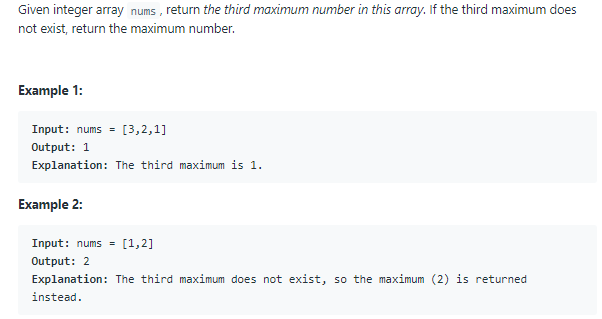 Given integer array nums , return the third maximum number in this array. If the third maximum does
not exist, return the maximum number.
Example 1:
Input: nums = [3,2,1]
Output: 1
Explanation: The third maximum is 1.
Example 2:
Input: nums = [1,2]
Output: 2
Explanation: The third maximum does not exist, so the maximum (2) is returned
instead.